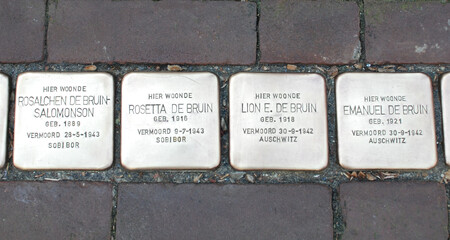 HIER WOONDE
ROSALCHEN DE BRUIN-
SALOMONSON
GEB. 1889
VERMOORD 28-5-1943
SOBIBOR
HIER WOONDE
ROSETTA DE BRUIN
GEB. 1916
VERMOORD 9-7-1943
SOBIBOR
HIER WOONDE
LION E. DE BRUIN
GEB. 1918
VERMOORD 30-9-1942
AUSCHWITZ
HIER WOONDE
EMANUEL DE BRUIN
GEB. 1921
VERMOORD 30-9-1942
AUSCHWITZ